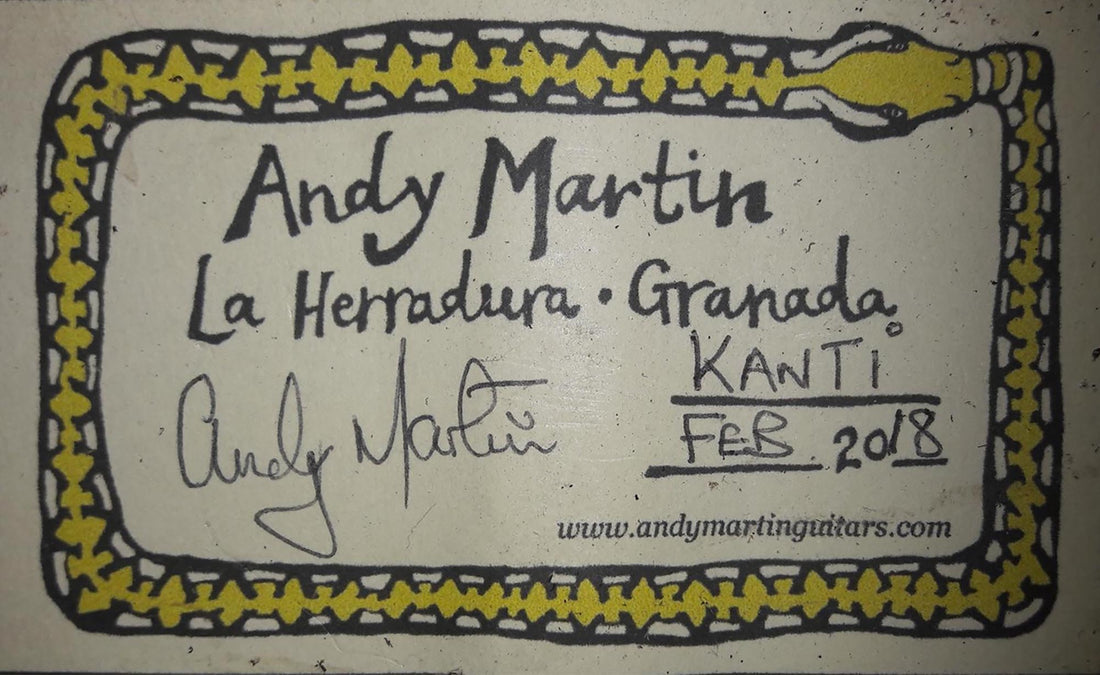 Andy Martin
La Herradura • Granada
KANTI
Andy Martin
FEB. 2018
www.andymartinguitars.com